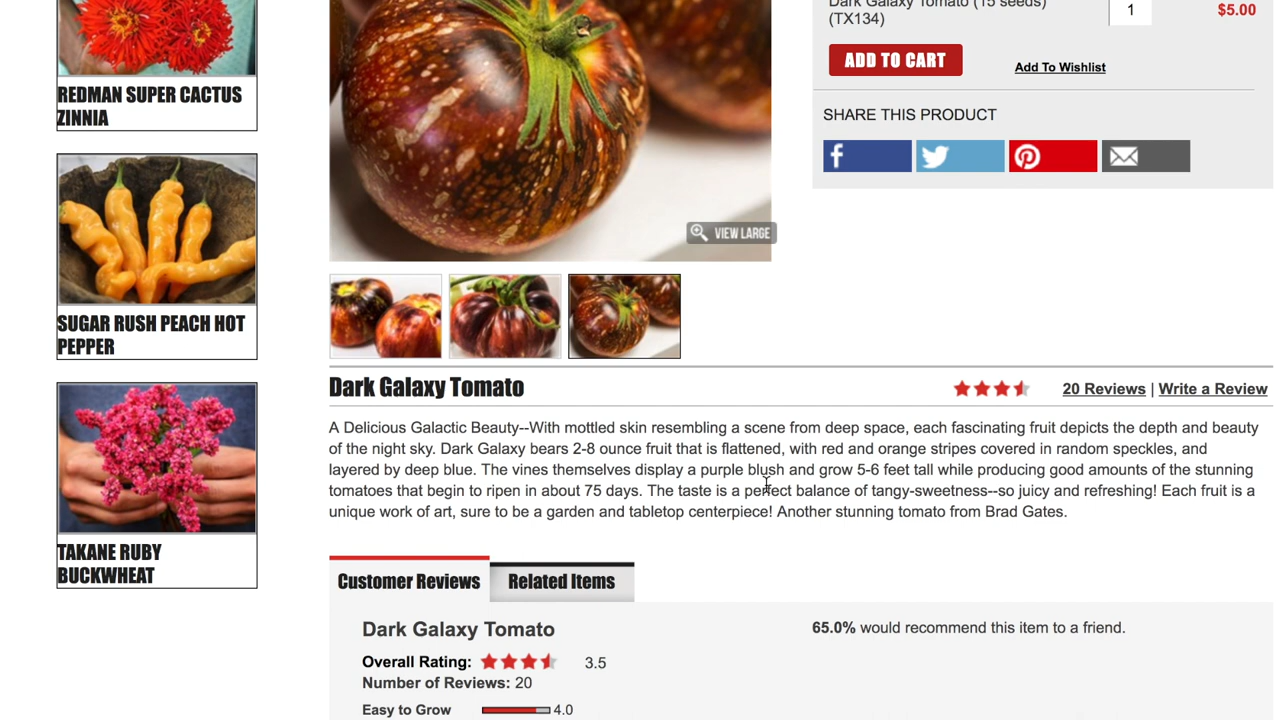 REDMAN SUPER CACTUS
ZINNIA
SUGAR RUSH PEACH HOT
PEPPER
TAKANE RUBY
BUCKWHEAT
VIEW LARGE
Dark Galaxy Tomato (15 seeds)
(TX134)
1
$5.00
ADD TO CART
Add To Wishlist
SHARE THIS PRODUCT
Dark Galaxy Tomato
20 Reviews | Write a Review
A Delicious Galactic Beauty--With mottled skin resembling a scene from deep space, each fascinating fruit depicts the depth and beauty
of the night sky. Dark Galaxy bears 2-8 ounce fruit that is flattened, with red and orange stripes covered in random speckles, and
layered by deep blue. The vines themselves display a purple blush and grow 5-6 feet tall while producing good amounts of the stunning
tomatoes that begin to ripen in about 75 days. The taste is a perfect balance of tangy-sweetness--so juicy and refreshing! Each fruit is a
unique work of art, sure to be a garden and tabletop centerpiece! Another stunning tomato from Brad Gates.
Customer Reviews
Related Items
Dark Galaxy Tomato
Overall Rating: 3.5
Number of Reviews: 20
Easy to Grow 4.0
65.0% would recommend this item to a friend.